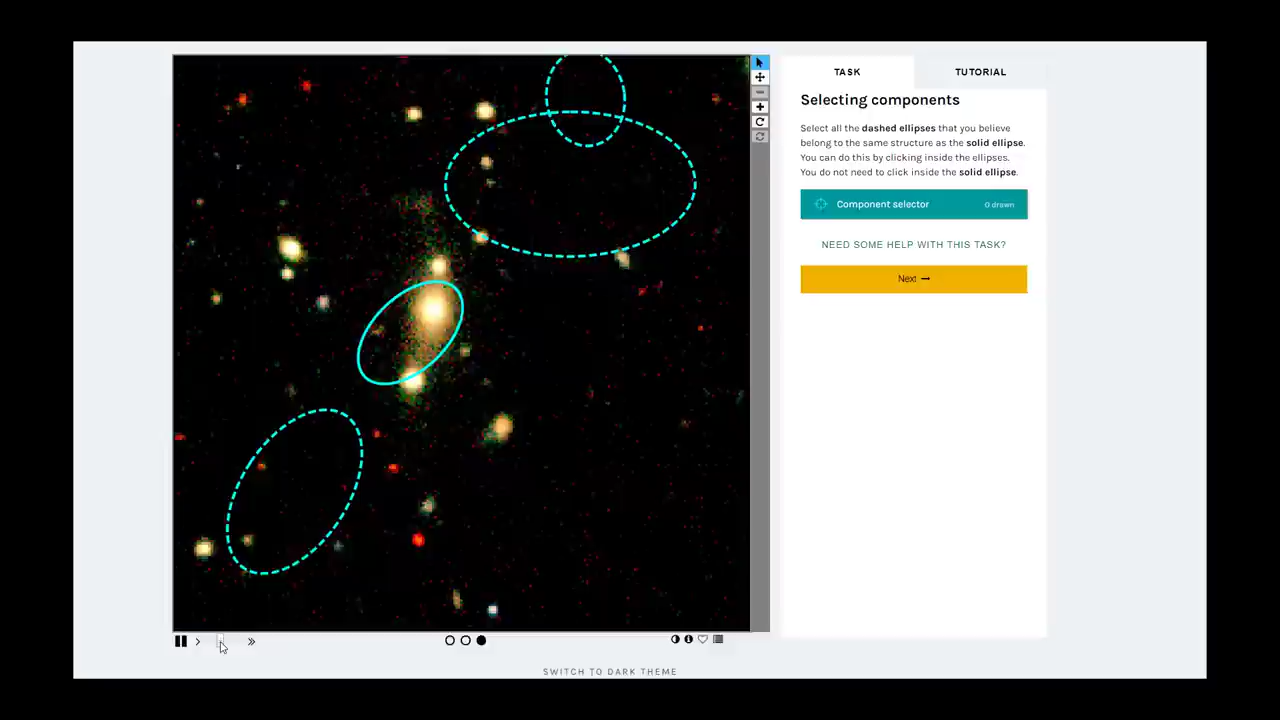 TASK
TUTORIAL
Selecting components
Select all the dashed ellipses that you believe
belong to the same structure as the solid ellipse.
You can do this by clicking inside the ellipses.
You do not need to click inside the solid ellipse.
Component selector
0 drawn
NEED SOME HELP WITH THIS TASK?
Next
SWITCH TO DARK THEME